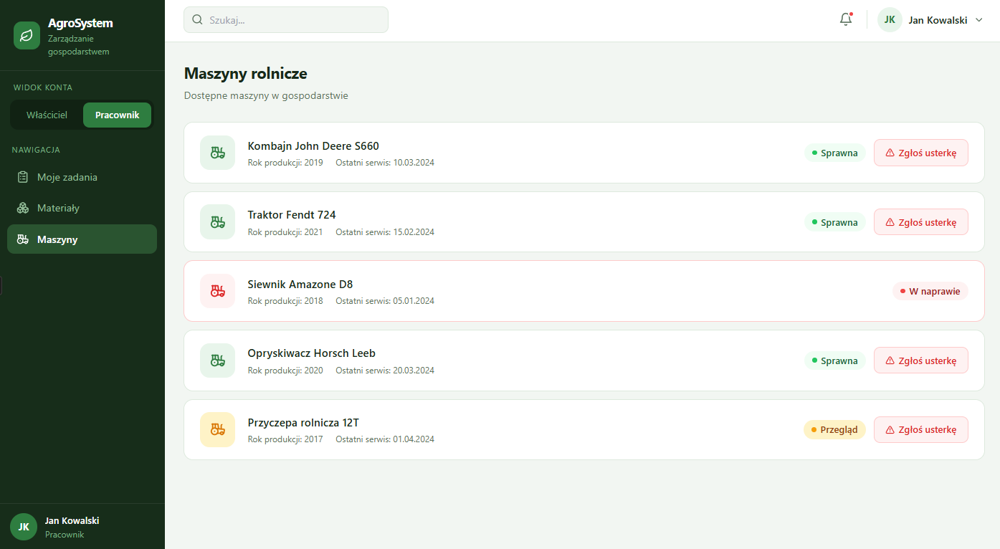 AgroSystem
Zarządzanie
gospodarstwem
WIDOK KONTA
Właściciel
Pracownik
NAWIGACJA
Moje zadania
Materiały
Maszyny
JK
Jan Kowalski
Pracownik
Szukaj...
JK
Jan Kowalski
Maszyny rolnicze
Dostępne maszyny w gospodarstwie
Kombajn John Deere S660
Rok produkcji: 2019 Ostatni serwis: 10.03.2024
Sprawna
Zgłoś usterkę
Traktor Fendt 724
Rok produkcji: 2021 Ostatni serwis: 15.02.2024
Sprawna
Zgłoś usterkę
Siewnik Amazone D8
Rok produkcji: 2018 Ostatni serwis: 05.01.2024
W naprawie
Opryskiwacz Horsch Leeb
Rok produkcji: 2020 Ostatni serwis: 20.03.2024
Sprawna
Zgłoś usterkę
Przyczepa rolnicza 12T
Rok produkcji: 2017 Ostatni serwis: 01.04.2024
Przegląd
Zgłoś usterkę